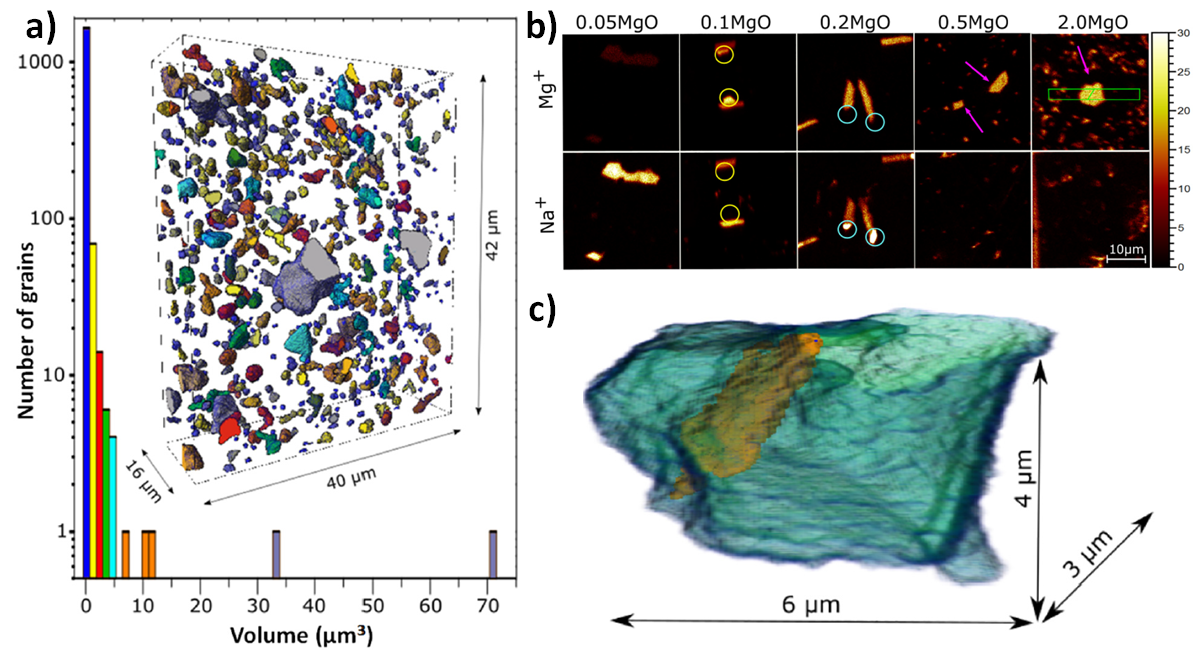 a)
1000
100
10
1
Number of grains
0
10
20
30
40
50
60
70
Volume (µm³)
42 µm
40 µm
16 µm
b)
0.05MgO
0.1MgO
0.2MgO
0.5MgO
2.0MgO
Mg⁺
Na⁺
10µm
30
25
20
15
10
5
0
c)
4 µm
3 µm
6 µm